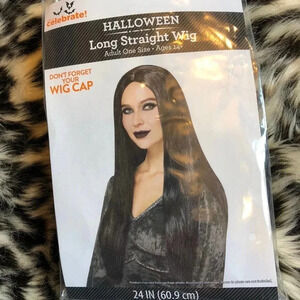 celebrate!
HALLOWEEN
Long Straight Wig
Adult One Size • Ages 14+
DON'T FORGET
YOUR
WIG CAP
24 IN (60.9 cm)